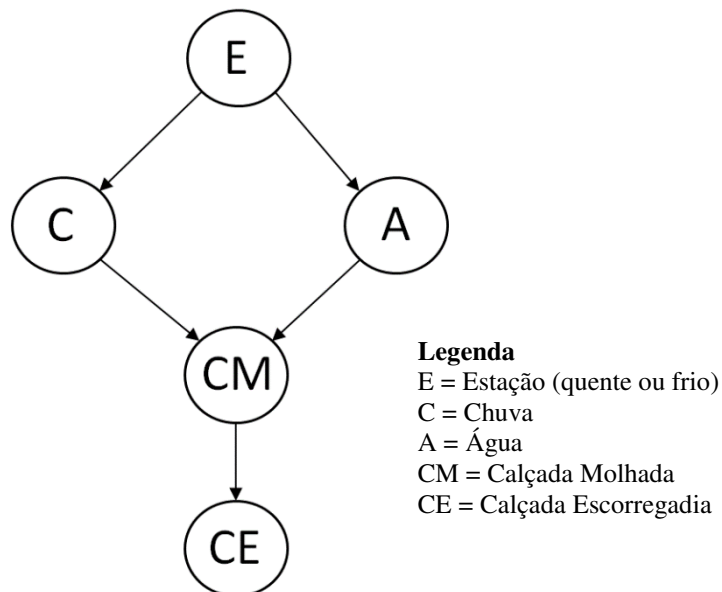 E
C
A
CM
CE
Legenda
E = Estação (quente ou frio)
C = Chuva
A = Água
CM = Calçada Molhada
CE = Calçada Escorregadia